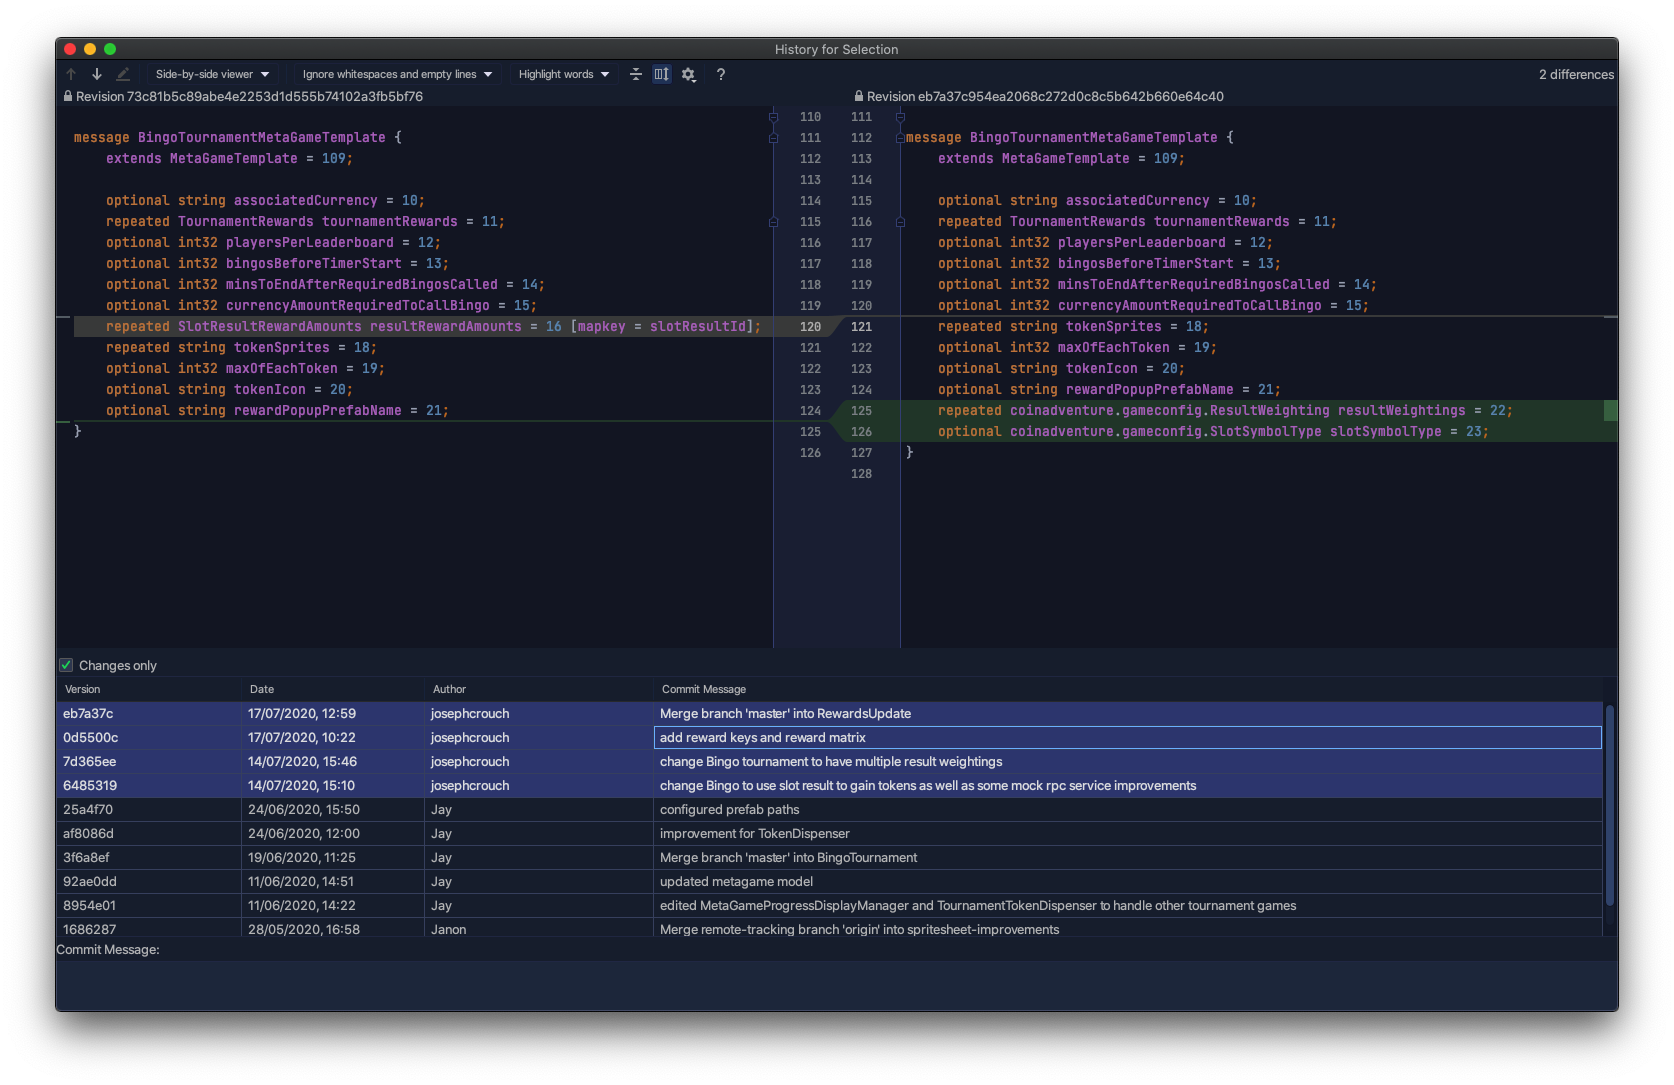 History for Selection
Side-by-side viewer Ignore whitespaces and empty lines Highlight words ? 2 differences
Revision 73c81b5c89abe4e2253d1d555b74102a3fb5bf76
Revision eb7a37c954ea2068c272d0c8c5b642b660e64c40
110 111
message BingoTournamentMetaGameTemplate { 111 112 message BingoTournamentMetaGameTemplate {
extends MetaGameTemplate = 109; 112 113 extends MetaGameTemplate = 109;
113 114
optional string associatedCurrency = 10; 114 115 optional string associatedCurrency = 10;
repeated TournamentRewards tournamentRewards = 11; 115 116 repeated TournamentRewards tournamentRewards = 11;
optional int32 playersPerLeaderboard = 12; 116 117 optional int32 playersPerLeaderboard = 12;
optional int32 bingosBeforeTimerStart = 13; 117 118 optional int32 bingosBeforeTimerStart = 13;
optional int32 minsToEndAfterRequiredBingosCalled = 14; 118 119 optional int32 minsToEndAfterRequiredBingosCalled = 14;
optional int32 currencyAmountRequiredToCallBingo = 15; 119 120 optional int32 currencyAmountRequiredToCallBingo = 15;
repeated SlotResultRewardAmounts resultRewardAmounts = 16 [mapkey = slotResultId]; 120 121 repeated string tokenSprites = 18;
repeated string tokenSprites = 18; 121 122 optional int32 maxOfEachToken = 19;
optional int32 maxOfEachToken = 19; 122 123 optional string tokenIcon = 20;
optional string tokenIcon = 20; 123 124 optional string rewardPopupPrefabName = 21;
optional string rewardPopupPrefabName = 21; 124 125 repeated coinadventure.gameconfig.ResultWeighting resultWeightings = 22;
} 125 126 optional coinadventure.gameconfig.SlotSymbolType slotSymbolType = 23;
126 127 }
128
Changes only
Version Date Author Commit Message
eb7a37c 17/07/2020, 12:59 josephcrouch Merge branch 'master' into RewardsUpdate
0d5500c 17/07/2020, 10:22 josephcrouch add reward keys and reward matrix
7d365ee 14/07/2020, 15:46 josephcrouch change Bingo tournament to have multiple result weightings
6485319 14/07/2020, 15:10 josephcrouch change Bingo to use slot result to gain tokens as well as some mock rpc service improvements
25a4f70 24/06/2020, 15:50 Jay configured prefab paths
af8086d 24/06/2020, 12:00 Jay improvement for TokenDispenser
3f6a8ef 19/06/2020, 11:25 Jay Merge branch 'master' into BingoTournament
92ae0dd 11/06/2020, 14:51 Jay updated metagame model
8954e01 11/06/2020, 14:22 Jay edited MetaGameProgressDisplayManager and TournamentTokenDispenser to handle other tournament games
1686287 28/05/2020, 16:58 Janon Merge remote-tracking branch 'origin' into spritesheet-improvements
Commit Message: